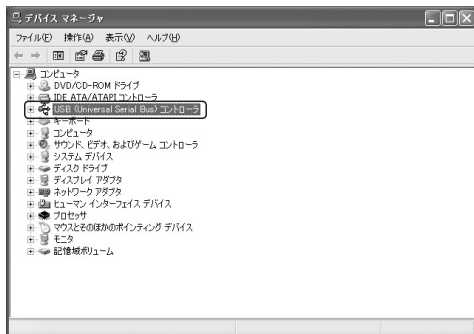 デバイス マネージャ
ファイル(F) 操作(A) 表示(V) ヘルプ(H)
コンピュータ
DVD/CD-ROM ドライブ
IDE ATA/ATAPI コントローラ
USB (Universal Serial Bus) コントローラ
キーボード
コンピュータ
サウンド、ビデオ、およびゲーム コントローラ
システム デバイス
ディスク ドライブ
ディスプレイ アダプタ
ネットワーク アダプタ
ヒューマン インターフェイス デバイス
プロセッサ
マウスとそのほかのポインティング デバイス
モニタ
記憶域ボリューム